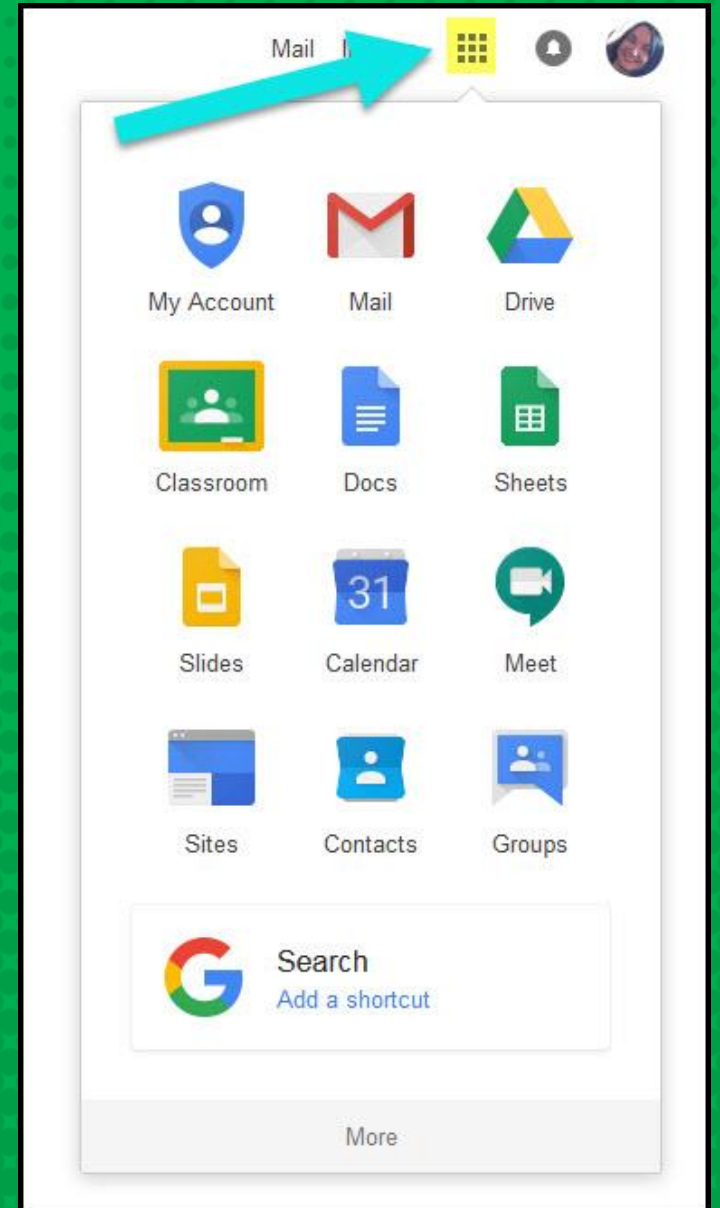 Mail
My Account Mail Drive
Classroom Docs Sheets
31
Slides Calendar Meet
Sites Contacts Groups
Search
Add a shortcut
More